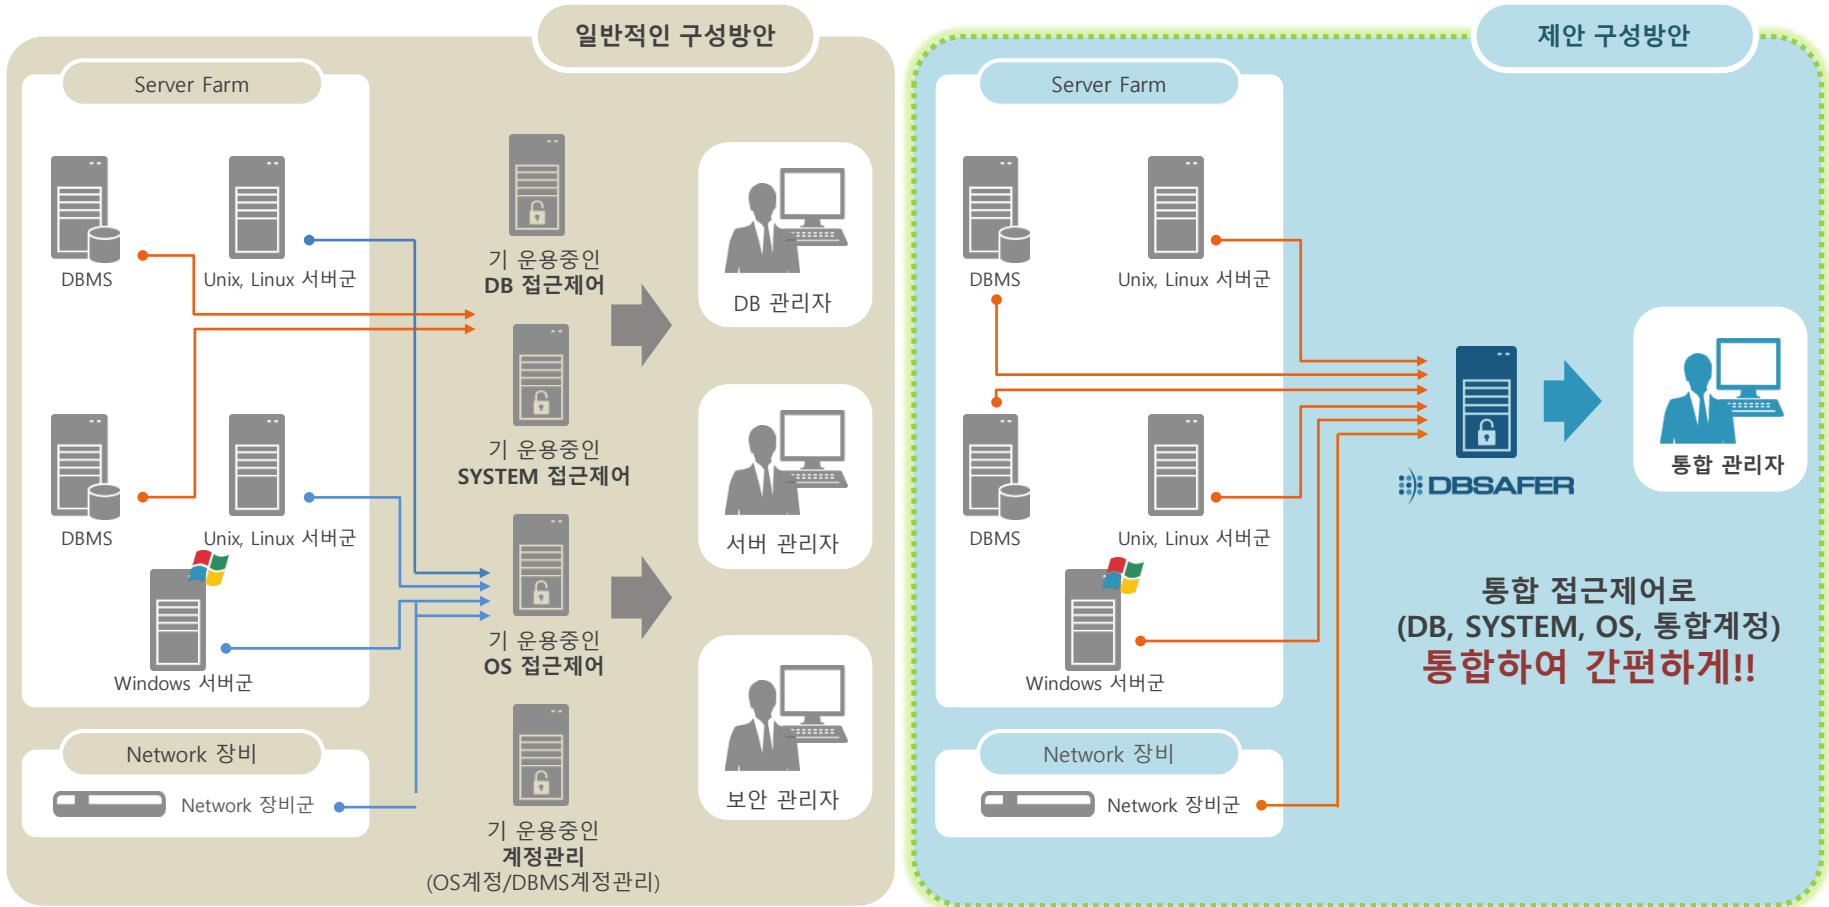 일반적인 구성방안
Server Farm
DBMS
Unix, Linux 서버군
DBMS
Unix, Linux 서버군
Windows 서버군
Network 장비
Network 장비군
기 운용중인
DB 접근제어
기 운용중인
SYSTEM 접근제어
기 운용중인
OS 접근제어
기 운용중인
계정관리
(OS계정/DBMS계정관리)
DB 관리자
서버 관리자
보안 관리자
제안 구성방안
Server Farm
DBMS
Unix, Linux 서버군
DBMS
Unix, Linux 서버군
Windows 서버군
Network 장비
Network 장비군
DBSAFER
통합 관리자
통합 접근제어로
(DB, SYSTEM, OS, 통합계정)
통합하여 간편하게!!